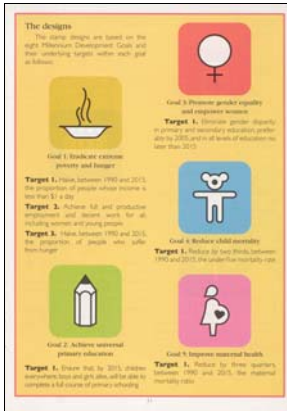 The designs
The stamp designs are based on the
eight Millennium Development Goals and
their underlying targets within each goal
as follows:
Goal 1: Eradicate extreme
poverty and hunger
Target 1. Halve, between 1990 and 2015,
the proportion of people whose income is
less than $1 a day
Target 2. Achieve full and productive
employment and decent work for all,
including women and young people
Target 3. Halve, between 1990 and 2015,
the proportion of people who suffer
from hunger
Goal 2: Achieve universal
primary education
Target 1. Ensure that, by 2015, children
everywhere, boys and girls alike, will be able to
complete a full course of primary schooling
Goal 3: Promote gender equality
and empower women
Target 1. Eliminate gender disparity
in primary and secondary education, prefer-
ably by 2005, and in all levels of education no
later than 2015
Goal 4: Reduce child mortality
Target 1. Reduce by two thirds, between
1990 and 2015, the under-five mortality rate
Goal 5: Improve maternal health
Target 1. Reduce by three quarters,
between 1990 and 2015, the maternal
mortality ratio